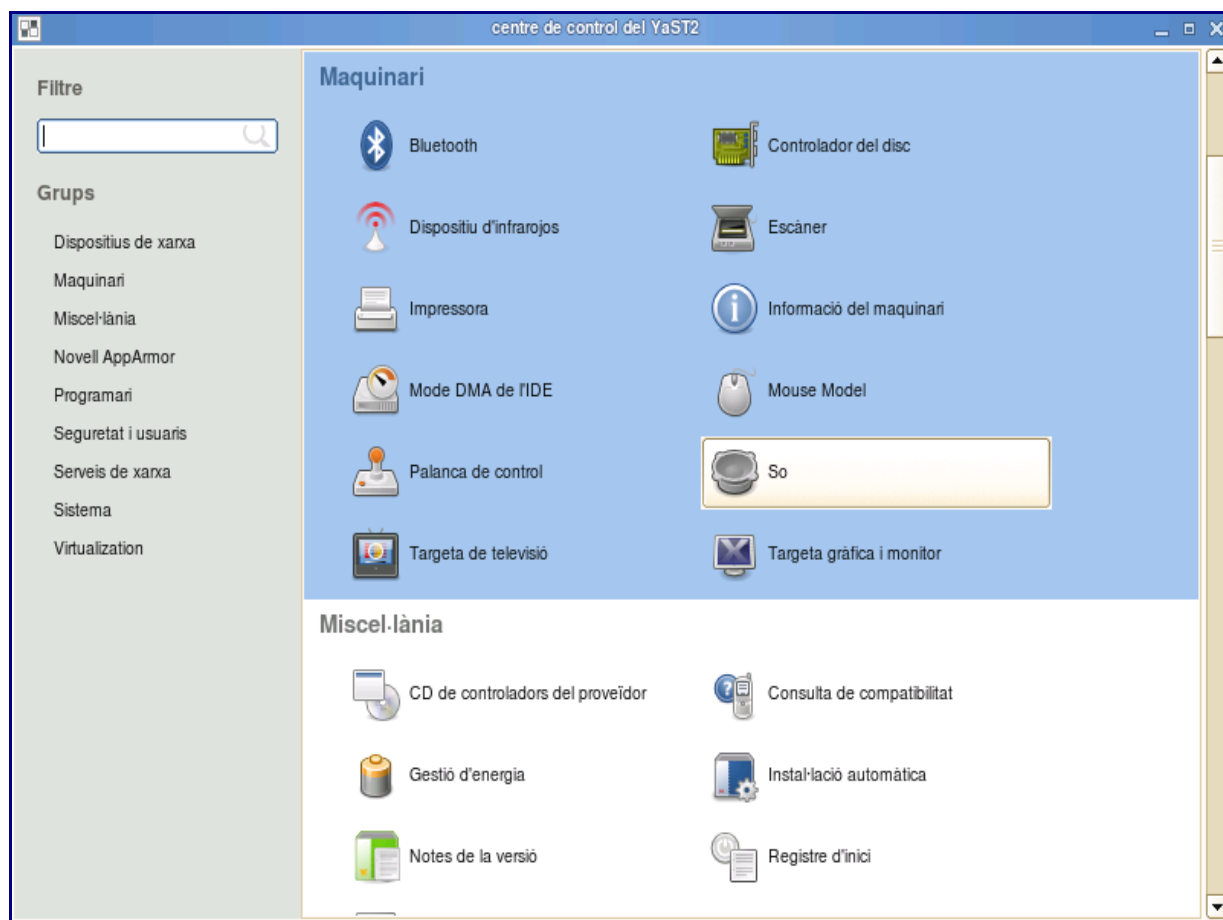 centre de control del YaST2
Filtre
Grups
Dispositius de xarxa
Maquinari
Miscel·lània
Novell AppArmor
Programari
Seguretat i usuaris
Serveis de xarxa
Sistema
Virtualization
Maquinari
Bluetooth
Controlador del disc
Dispositiu d'infrarojos
Escàner
Impressora
Informació del maquinari
Mode DMA de l'IDE
Mouse Model
Palanca de control
So
Targeta de televisió
Targeta gràfica i monitor
Miscel·lània
CD de controladors del proveïdor
Consulta de compatibilitat
Gestió d'energia
Instal·lació automàtica
Notes de la versió
Registre d'inici